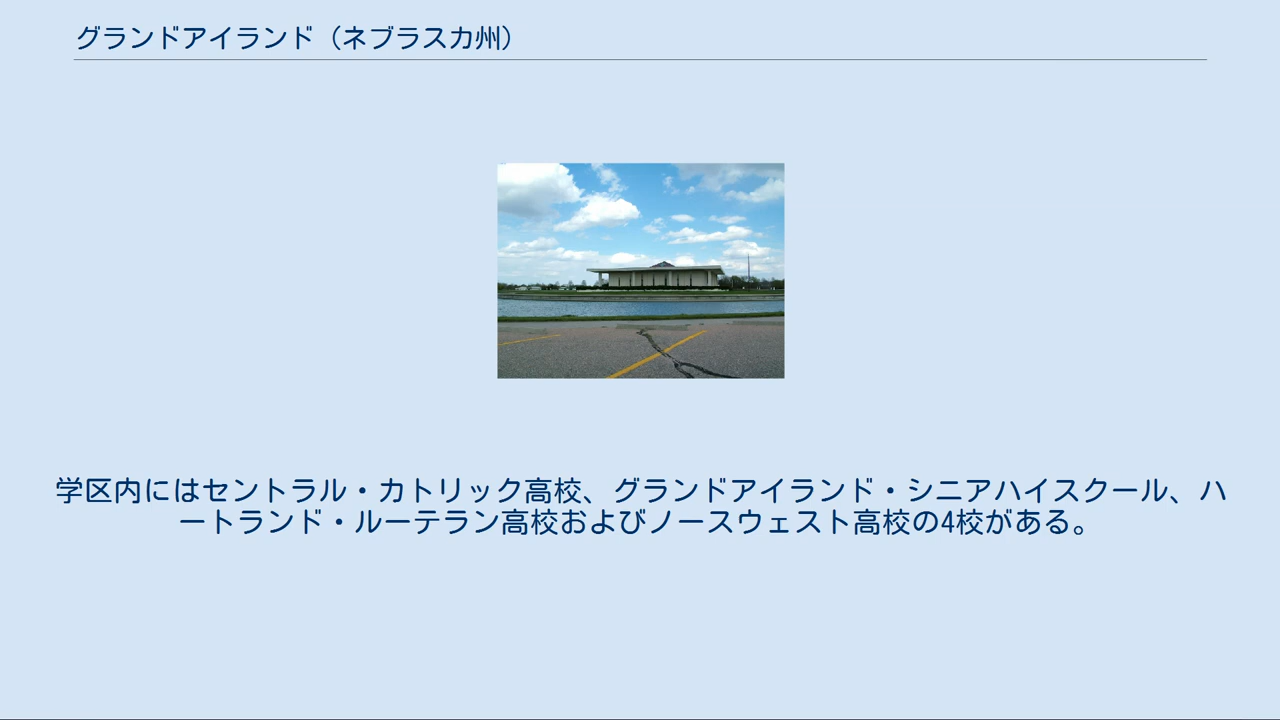 グランドアイランド（ネブラスカ州）
学区内にはセントラル・カトリック高校、グランドアイランド・シニアハイスクール、ハ
ートランド・ルーテラン高校およびノースウェスト高校の4校がある。